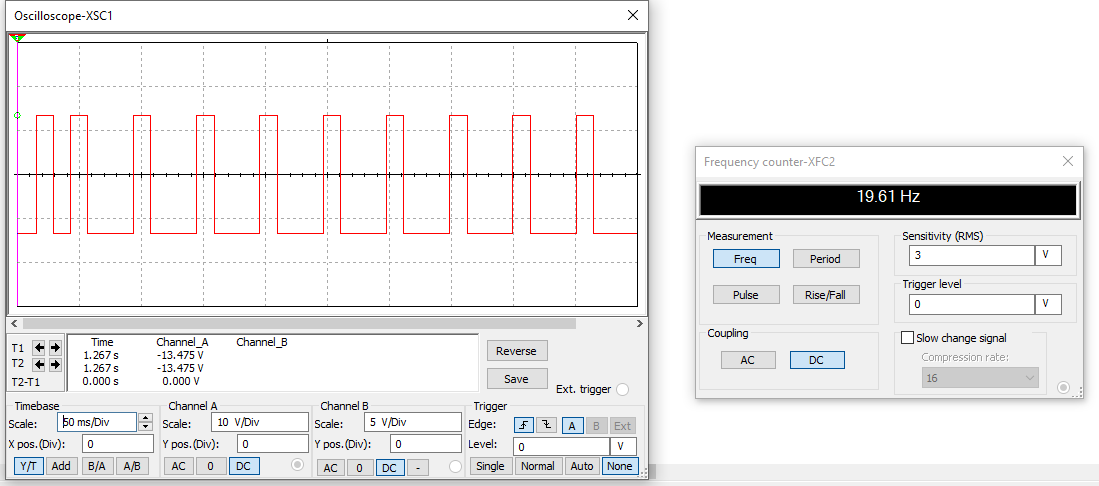 Oscilloscope-XSC1
T1
T2
T2-T1
Time Channel_A Channel_B
1.267 s -13.475 V
1.267 s -13.475 V
0.000 s 0.000 V
Reverse
Save
Ext. trigger
Timebase
Scale: 50 ms/Div
X pos.(Div): 0
Y/T Add B/A A/B
Channel A
Scale: 10 V/Div
Y pos.(Div): 0
AC 0 DC
Channel B
Scale: 5 V/Div
Y pos.(Div): 0
AC 0 DC -
Trigger
Edge: A B Ext
Level: 0 V
Single Normal Auto None
Frequency counter-XFC2
19.61 Hz
Measurement
Freq Period
Pulse Rise/Fall
Coupling
AC DC
Sensitivity (RMS)
3 V
Trigger level
0 V
Slow change signal
Compression rate:
16